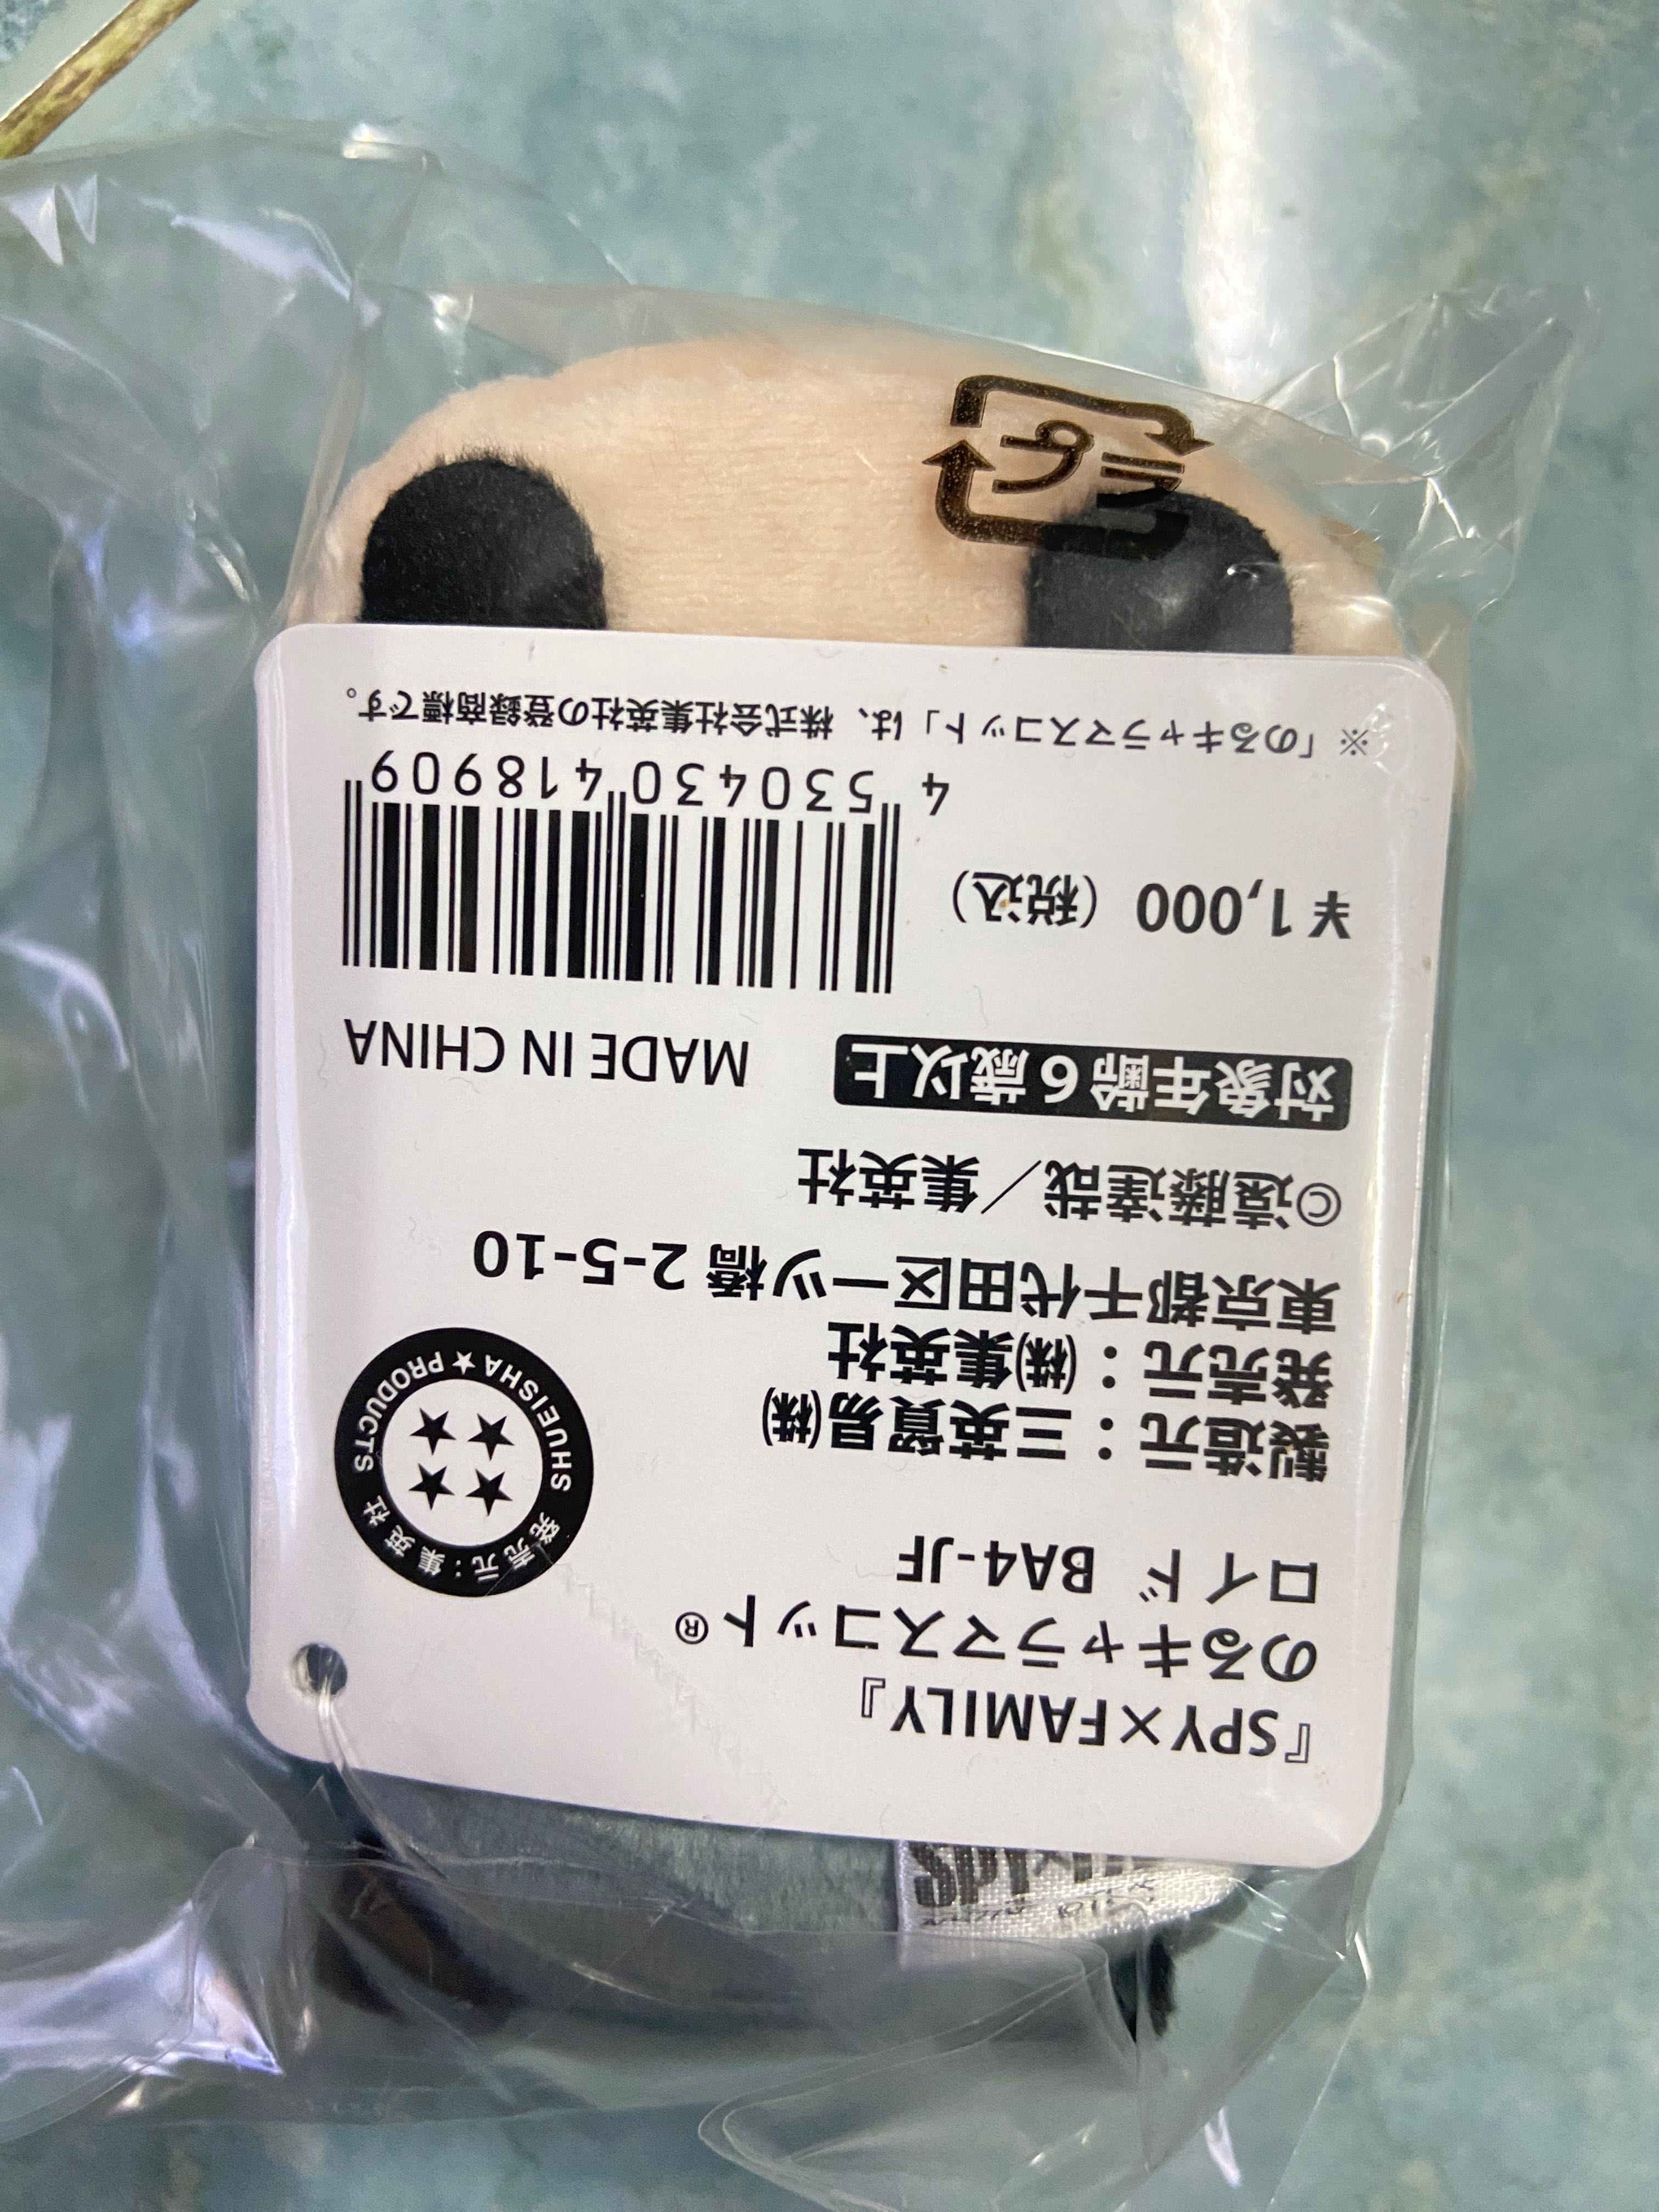 『SPY×FAMILY』
のるキャラマスコット®
ロイド BA4-JF
製造元：三英貿易㈱
発売元：㈱集英社
東京都千代田区一ツ橋 2-5-10
©遠藤達哉／集英社
対象年齢6歳以上
MADE IN CHINA
¥1,000（税込）
4 530430 418909
※「のるキャラマスコット」は、株式会社集英社の登録商標です。
発売元：集英社
SHUEISHA★PRODUCTS
プラ